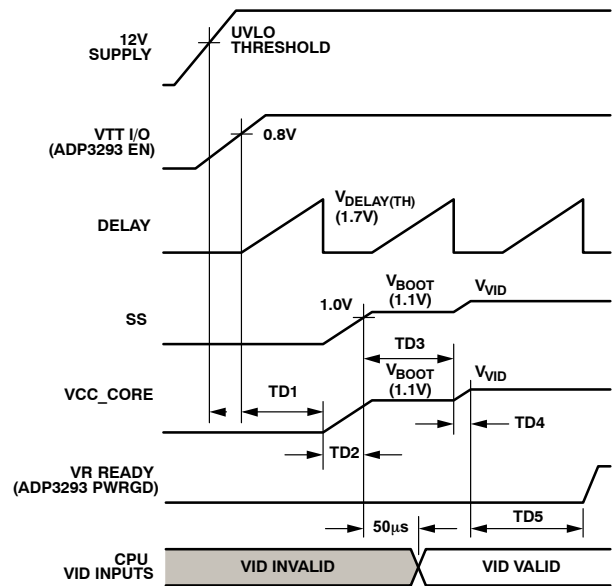 12V
SUPPLY
UVLO
THRESHOLD
VTT I/O
(ADP3293 EN)
0.8V
DELAY
VDELAY(TH)
(1.7V)
SS
1.0V
VBOOT
(1.1V)
VVID
TD3
VCC_CORE
TD1
VBOOT
(1.1V)
VVID
TD4
TD2
VR READY
(ADP3293 PWRGD)
50µs
TD5
CPU
VID INPUTS
VID INVALID
VID VALID